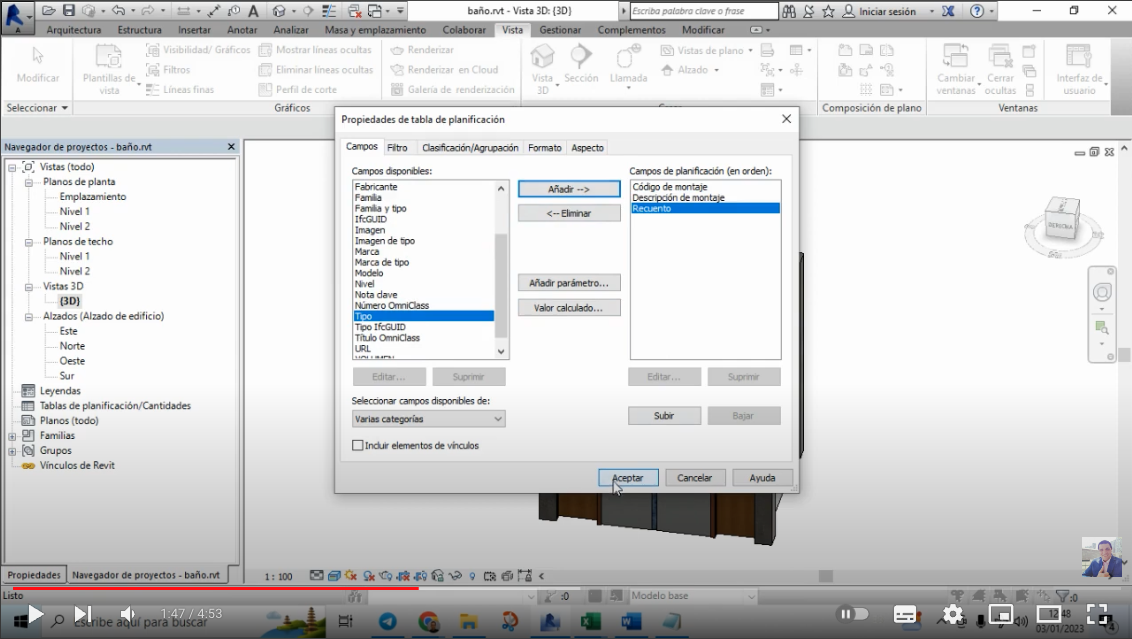 baño.rvt - Vista 3D: {3D}
Escriba palabra clave o frase
Iniciar sesión
Arquitectura Estructura Insertar Anotar Analizar Masa y emplazamiento Colaborar Vista Gestionar Complementos Modificar
Modificar
Plantillas de vista
Visibilidad/ Gráficos
Filtros
Líneas finas
Mostrar líneas ocultas
Eliminar líneas ocultas
Perfil de corte
Renderizar
Renderizar en Cloud
Galería de renderización
Vista 3D
Sección
Llamada
Vistas de plano
Alzado
Cambiar ventanas
Cerrar ocultas
Interfaz de usuario
Seleccionar
Gráficos
Composición de plano
Ventanas
Navegador de proyectos - baño.rvt
Vistas (todo)
Planos de planta
Emplazamiento
Nivel 1
Nivel 2
Planos de techo
Nivel 1
Nivel 2
Vistas 3D
{3D}
Alzados (Alzado de edificio)
Este
Norte
Oeste
Sur
Leyendas
Tablas de planificación/Cantidades
Planos (todo)
Familias
Grupos
Vínculos de Revit
Propiedades
Navegador de proyectos - baño.rvt
Propiedades de tabla de planificación
Campos Filtro Clasificación/Agrupación Formato Aspecto
Campos disponibles:
Fabricante
Familia
Familia y tipo
IfcGUID
Imagen
Imagen de tipo
Marca
Marca de tipo
Modelo
Nivel
Nota clave
Número OmniClass
Tipo
Tipo IfcGUID
Título OmniClass
URL
VOLUMEN
Añadir -->
<-- Eliminar
Añadir parámetro...
Valor calculado...
Campos de planificación (en orden):
Código de montaje
Descripción de montaje
Recuento
Editar...
Suprimir
Editar...
Suprimir
Seleccionar campos disponibles de:
Varias categorías
Subir
Bajar
Incluir elementos de vínculos
Aceptar
Cancelar
Ayuda
DERECHA
1 : 100
Listo
:0
Modelo base
:0
1:47 / 4:53
Escribe aquí para buscar
12:48
03/01/2023